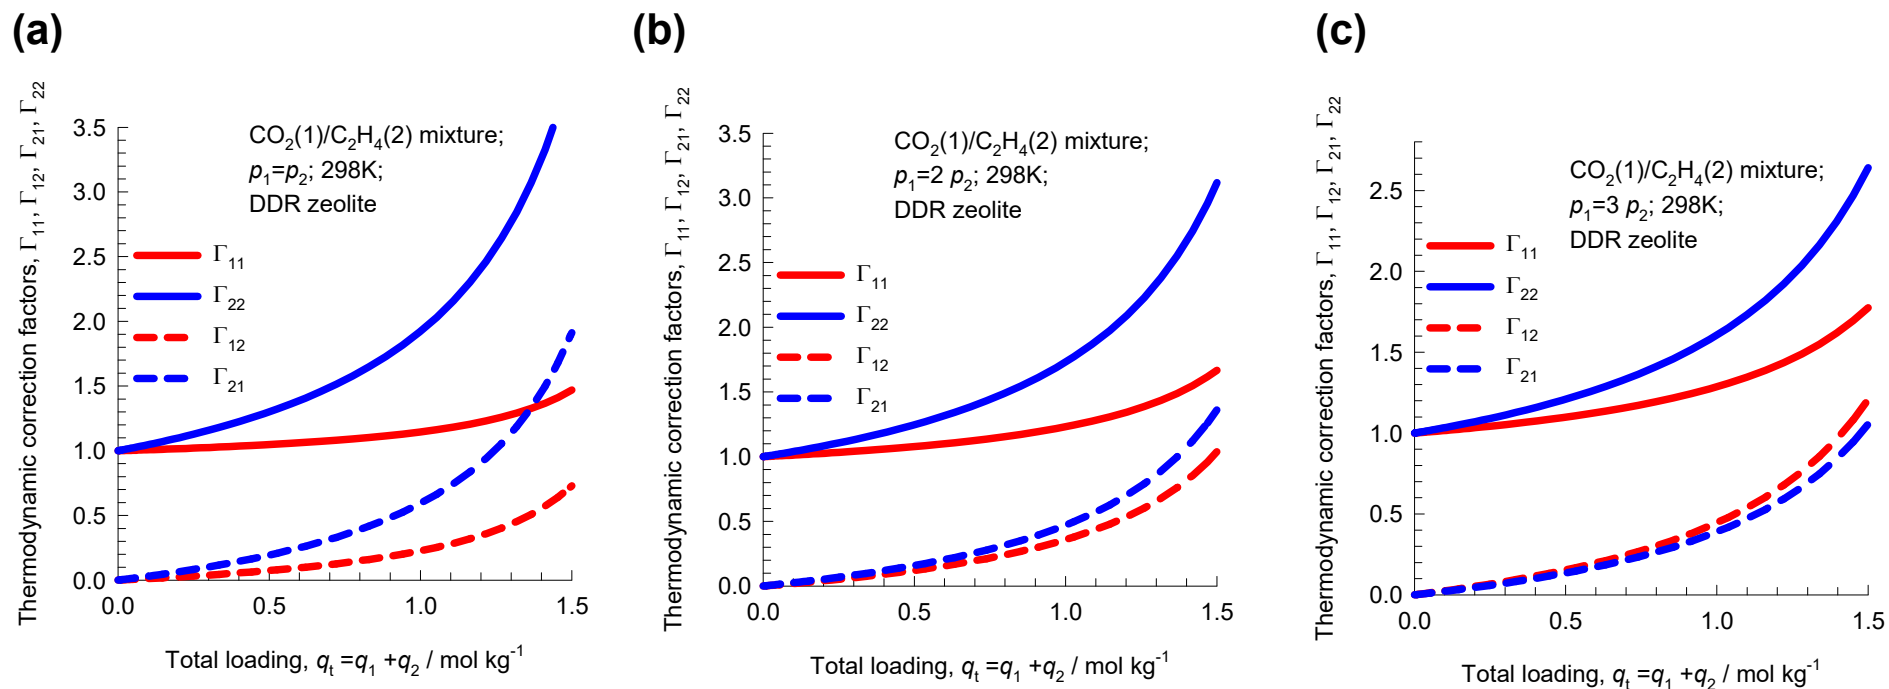 (a)
Thermodynamic correction factors, Γ₁₁, Γ₁₂, Γ₂₁, Γ₂₂
3.5
3.0
2.5
2.0
1.5
1.0
0.5
0.0
CO₂(1)/C₂H₄(2) mixture;
p₁=p₂; 298K;
DDR zeolite
Γ₁₁
Γ₂₂
Γ₁₂
Γ₂₁
0.0 0.5 1.0 1.5
Total loading, qₜ =q₁ +q₂ / mol kg⁻¹
(b)
Thermodynamic correction factors, Γ₁₁, Γ₁₂, Γ₂₁, Γ₂₂
3.5
3.0
2.5
2.0
1.5
1.0
0.5
0.0
CO₂(1)/C₂H₄(2) mixture;
p₁=2 p₂; 298K;
DDR zeolite
Γ₁₁
Γ₂₂
Γ₁₂
Γ₂₁
0.0 0.5 1.0 1.5
Total loading, qₜ =q₁ +q₂ / mol kg⁻¹
(c)
Thermodynamic correction factors, Γ₁₁, Γ₁₂, Γ₂₁, Γ₂₂
2.5
2.0
1.5
1.0
0.5
0.0
CO₂(1)/C₂H₄(2) mixture;
p₁=3 p₂; 298K;
DDR zeolite
Γ₁₁
Γ₂₂
Γ₁₂
Γ₂₁
0.0 0.5 1.0 1.5
Total loading, qₜ =q₁ +q₂ / mol kg⁻¹